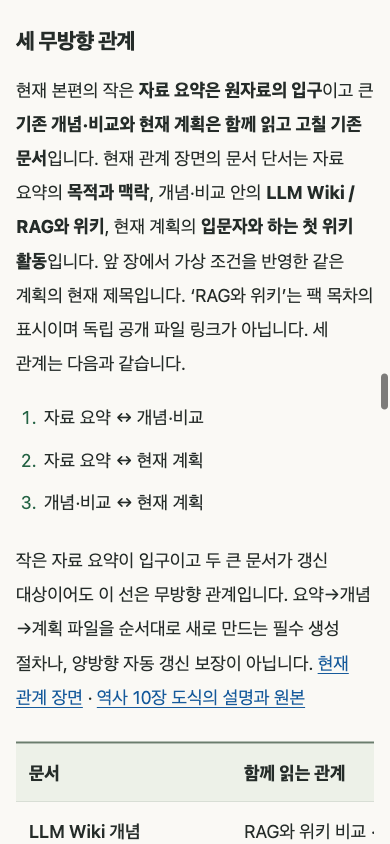 세 무방향 관계
현재 본편의 작은 자료 요약은 원자료의 입구이고 큰
기존 개념·비교와 현재 계획은 함께 읽고 고칠 기존
문서입니다. 현재 관계 장면의 문서 단서는 자료
요약의 목적과 맥락, 개념·비교 안의 LLM Wiki /
RAG와 위키, 현재 계획의 입문자와 하는 첫 위키
활동입니다. 앞 장에서 가상 조건을 반영한 같은
계획의 현재 제목입니다. ‘RAG와 위키’는 팩 목차의
표시이며 독립 공개 파일 링크가 아닙니다. 세
관계는 다음과 같습니다.
1. 자료 요약 ↔ 개념·비교
2. 자료 요약 ↔ 현재 계획
3. 개념·비교 ↔ 현재 계획
작은 자료 요약이 입구이고 두 큰 문서가 갱신
대상이어도 이 선은 무방향 관계입니다. 요약→개념
→계획 파일을 순서대로 새로 만드는 필수 생성
절차나, 양방향 자동 갱신 보장이 아닙니다. 현재
관계 장면 · 역사 10장 도식의 설명과 원본
문서 함께 읽는 관계
LLM Wiki 개념 RAG와 위키 비교 ·